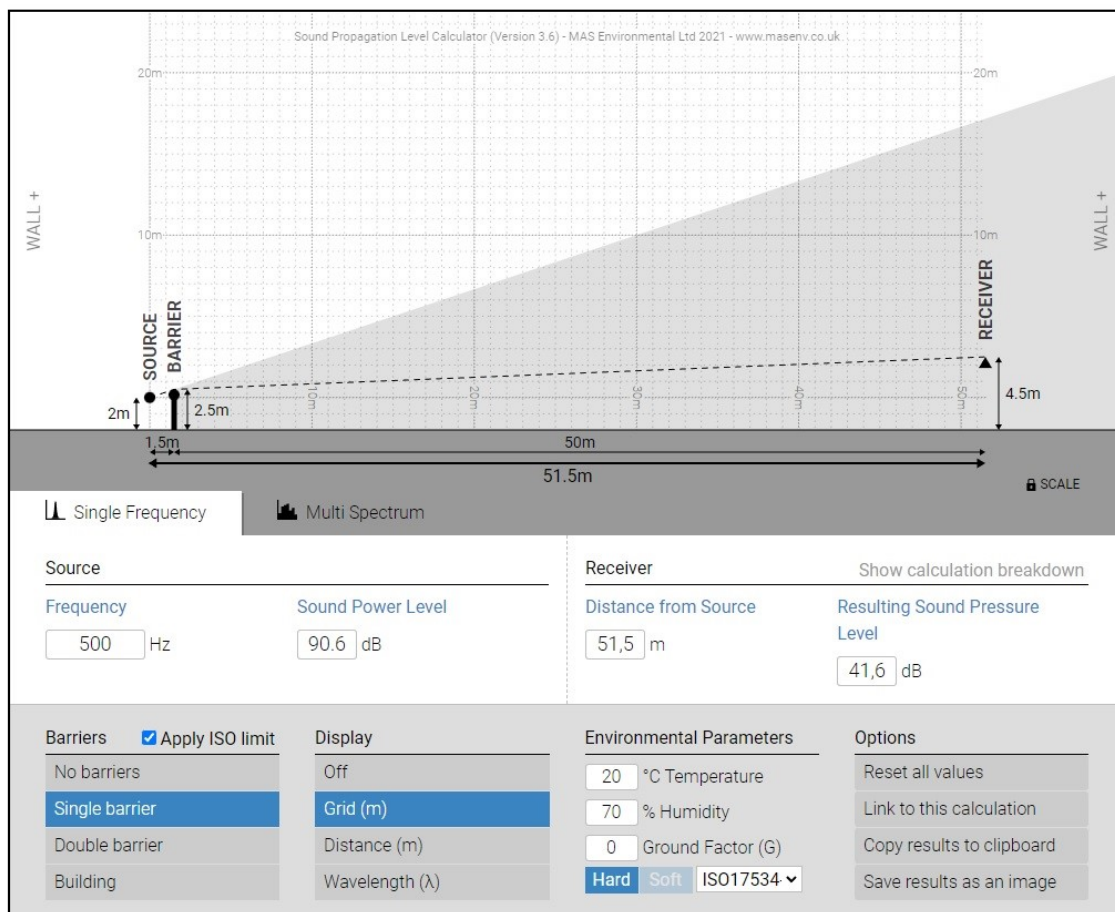 Sound Propagation Level Calculator (Version 3.6) - MAS Environmental Ltd 2021 - www.masenv.co.uk
20m
20m
WALL +
WALL +
10m
10m
SOURCE
BARRIER
RECEIVER
10m
20m
30m
40m
50m
2m
2.5m
4.5m
1,5m
50m
51.5m
SCALE
Single Frequency
Multi Spectrum
Source
Frequency
Sound Power Level
500 Hz
90.6 dB
Receiver
Show calculation breakdown
Distance from Source
Resulting Sound Pressure
Level
51,5 m
41,6 dB
Barriers
Apply ISO limit
No barriers
Single barrier
Double barrier
Building
Display
Off
Grid (m)
Distance (m)
Wavelength (λ)
Environmental Parameters
20 °C Temperature
70 % Humidity
0 Ground Factor (G)
Hard Soft ISO17534-
Options
Reset all values
Link to this calculation
Copy results to clipboard
Save results as an image